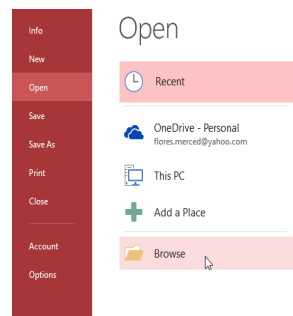 Info
New
Open
Save
Save As
Print
Close
Account
Options
Open
Recent
OneDrive - Personal
flores.merced@yahoo.com
This PC
Add a Place
Browse